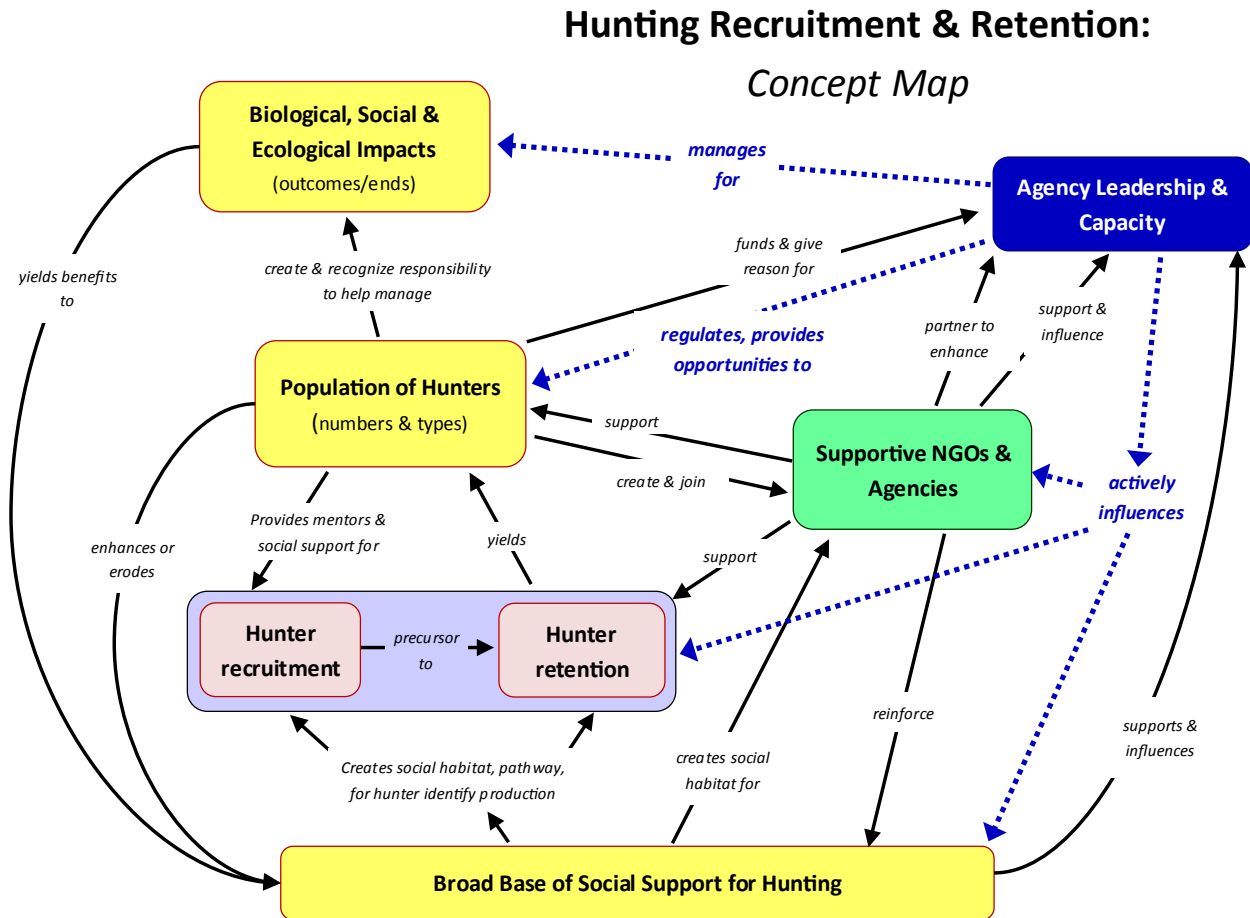 Hunting Recruitment & Retention:
Concept Map
Biological, Social &
Ecological Impacts
(outcomes/ends)
manages
for
Agency Leadership &
Capacity
yields benefits
to
create & recognize responsibility
to help manage
funds & give
reason for
regulates, provides
opportunities to
partner to
enhance
support &
influence
Population of Hunters
(numbers & types)
support
create & join
Supportive NGOs &
Agencies
actively
influences
enhances or
erodes
Provides mentors &
social support for
yields
support
Hunter
recruitment
precursor
to
Hunter
retention
reinforce
supports &
influences
Creates social habitat, pathway,
for hunter identify production
creates social
habitat for
Broad Base of Social Support for Hunting